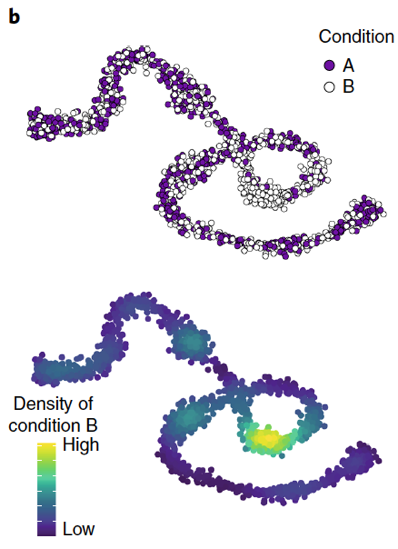 b
Condition
A
B
Density of
condition B
High
Low